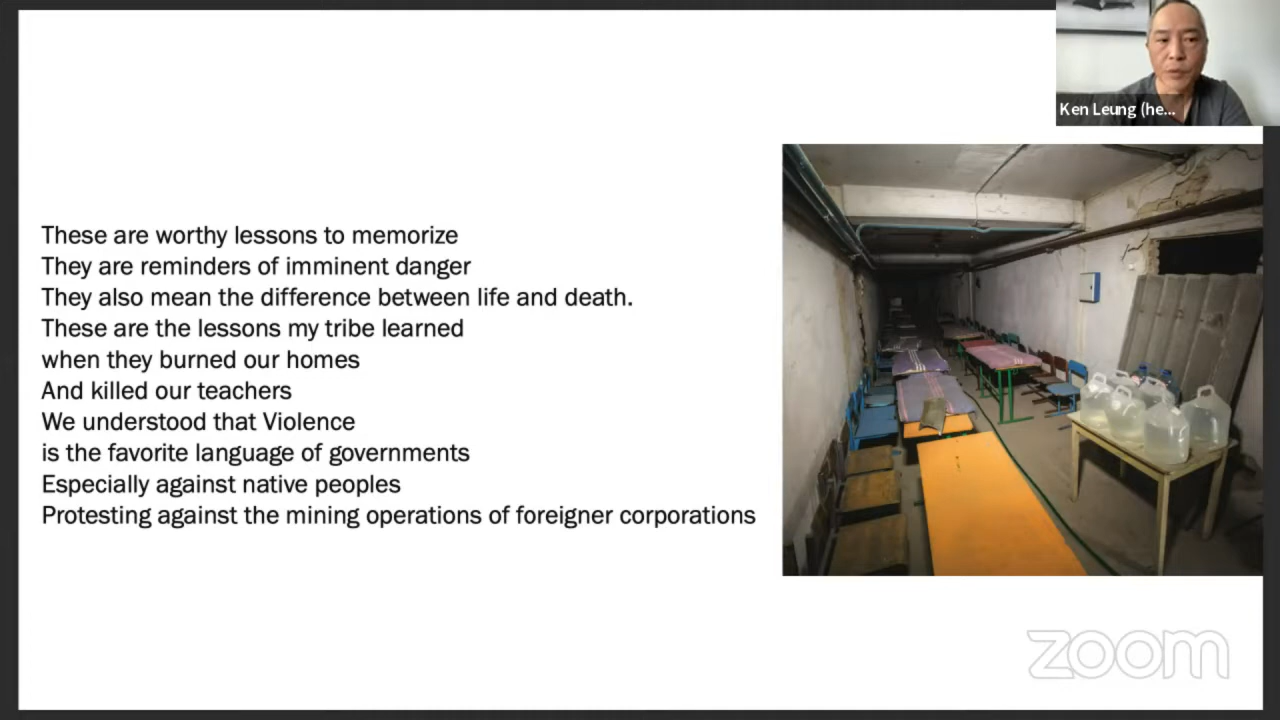 Ken Leung (he...
These are worthy lessons to memorize
They are reminders of imminent danger
They also mean the difference between life and death.
These are the lessons my tribe learned
when they burned our homes
And killed our teachers
We understood that Violence
is the favorite language of governments
Especially against native peoples
Protesting against the mining operations of foreigner corporations
zoom